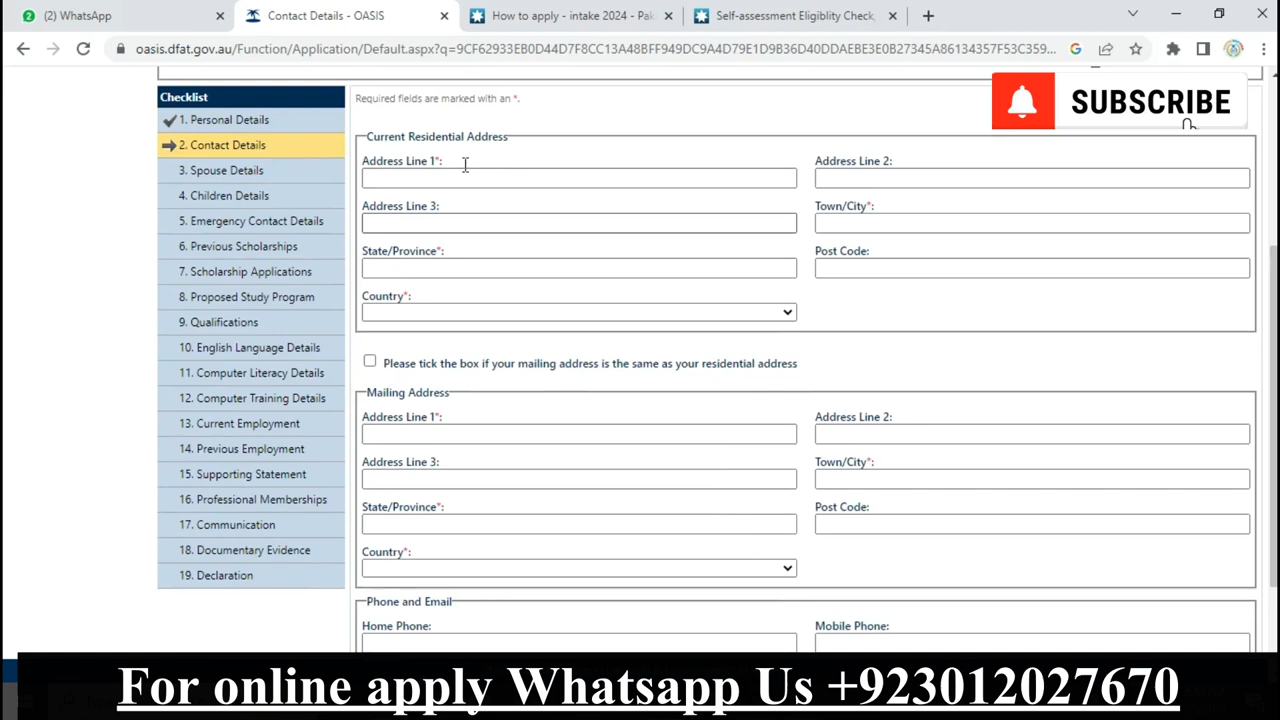 (2) WhatsApp
Contact Details - OASIS
How to apply - intake 2024 - Pak
Self-assessment Eligiblity Check,
oasis.dfat.gov.au/Function/Application/Default.aspx?q=9CF62933EB0D44D7F8CC13A48BFF949DC9A4D79E1D9B36D40DDAEBE3E0B27345A86134357F53C359...
SUBSCRIBE
Checklist
1. Personal Details
2. Contact Details
3. Spouse Details
4. Children Details
5. Emergency Contact Details
6. Previous Scholarships
7. Scholarship Applications
8. Proposed Study Program
9. Qualifications
10. English Language Details
11. Computer Literacy Details
12. Computer Training Details
13. Current Employment
14. Previous Employment
15. Supporting Statement
16. Professional Memberships
17. Communication
18. Documentary Evidence
19. Declaration
Required fields are marked with an *.
Current Residential Address
Address Line 1*:
Address Line 2:
Address Line 3:
Town/City*:
State/Province*:
Post Code:
Country*:
Please tick the box if your mailing address is the same as your residential address
Mailing Address
Address Line 1*:
Address Line 2:
Address Line 3:
Town/City*:
State/Province*:
Post Code:
Country*:
Phone and Email
Home Phone:
Mobile Phone:
For online apply Whatsapp Us +923012027670